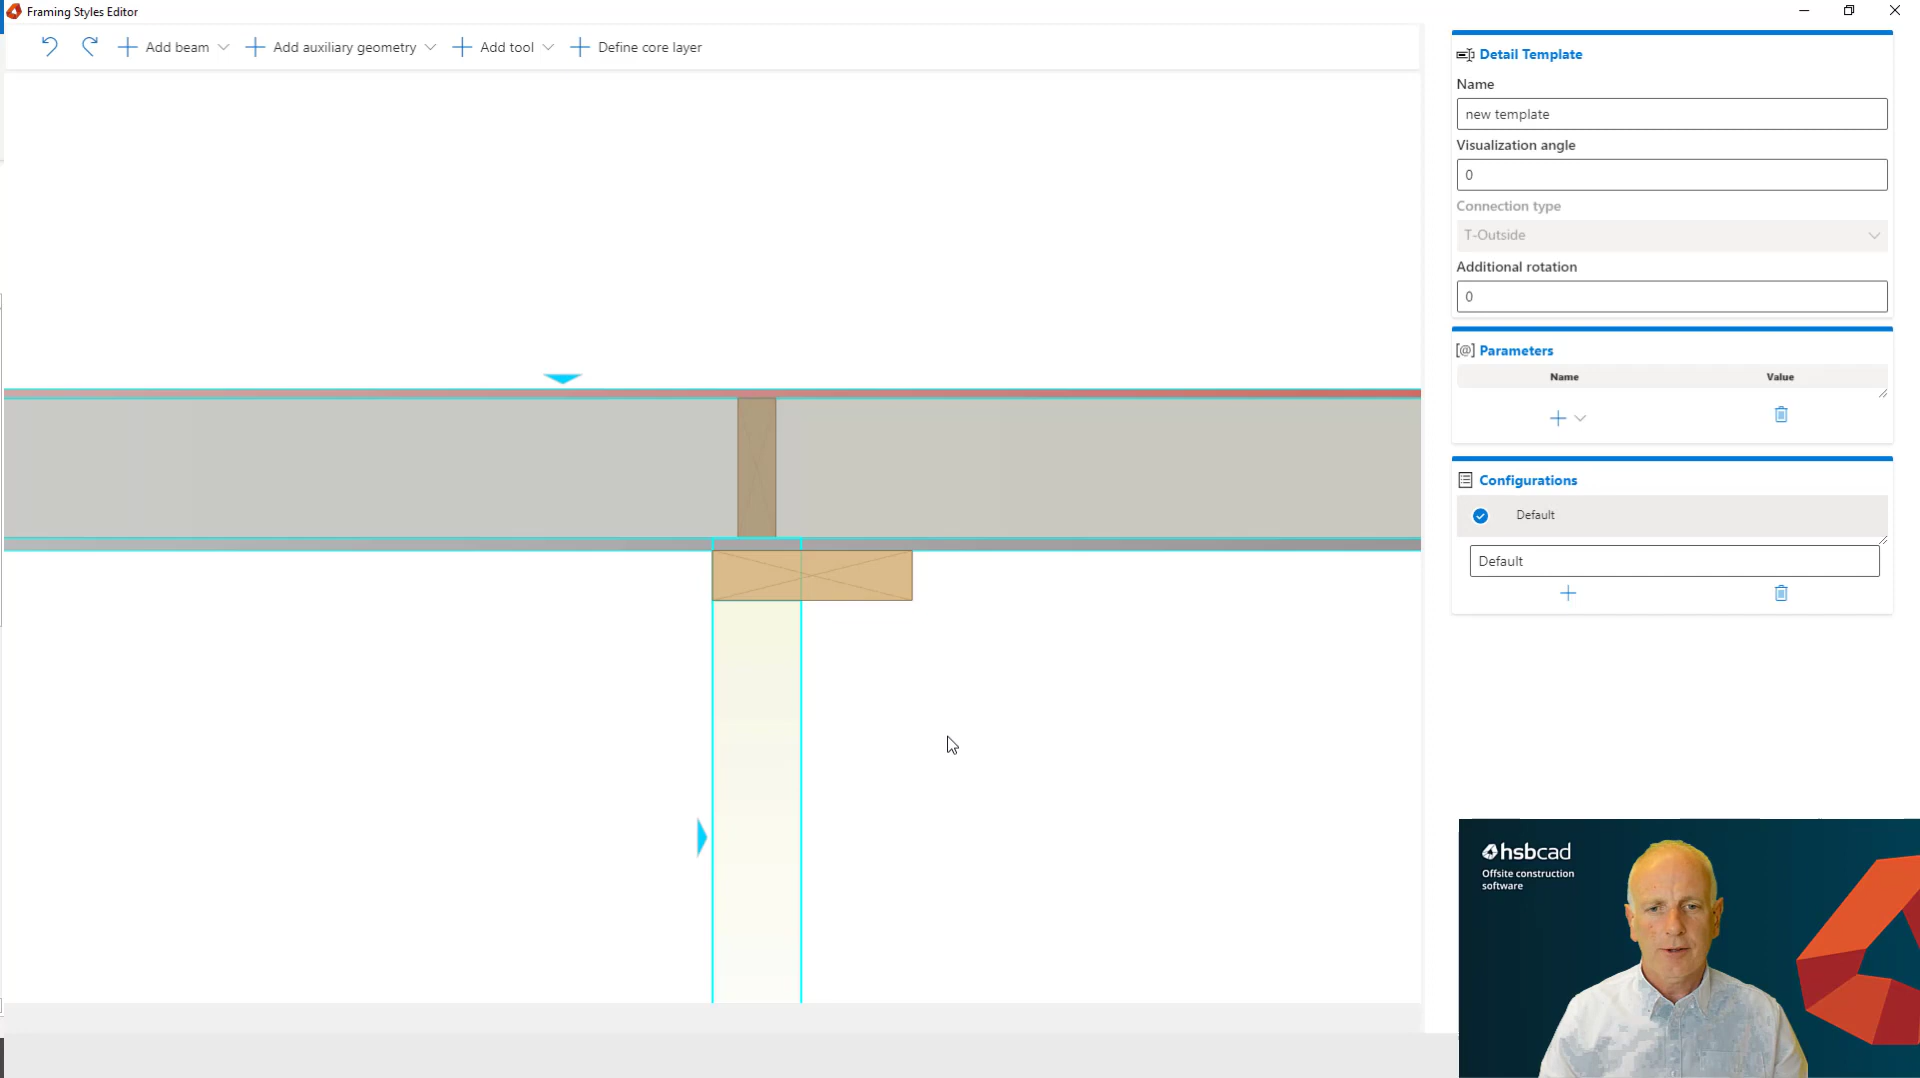 Framing Styles Editor
Add beam
Add auxiliary geometry
Add tool
Define core layer
Detail Template
Name
new template
Visualization angle
0
Connection type
T-Outside
Additional rotation
0
[@] Parameters
Name Value
Configurations
Default
Default
hsbcad
Offsite construction
software